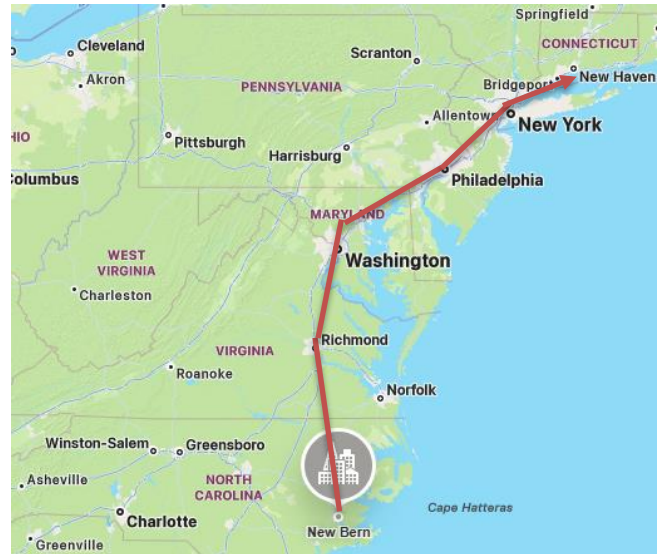 Springfield
Cleveland
CONNECTICUT
Scranton
Akron
Bridgeport
New Haven
PENNSYLVANIA
Allentown
New York
HIO
Pittsburgh
Harrisburg
Columbus
Philadelphia
MARYLAND
WEST
VIRGINIA
Washington
Charleston
Richmond
VIRGINIA
Roanoke
Norfolk
Winston-Salem
Greensboro
Asheville
NORTH
CAROLINA
Cape Hatteras
Charlotte
New Bern
Greenville